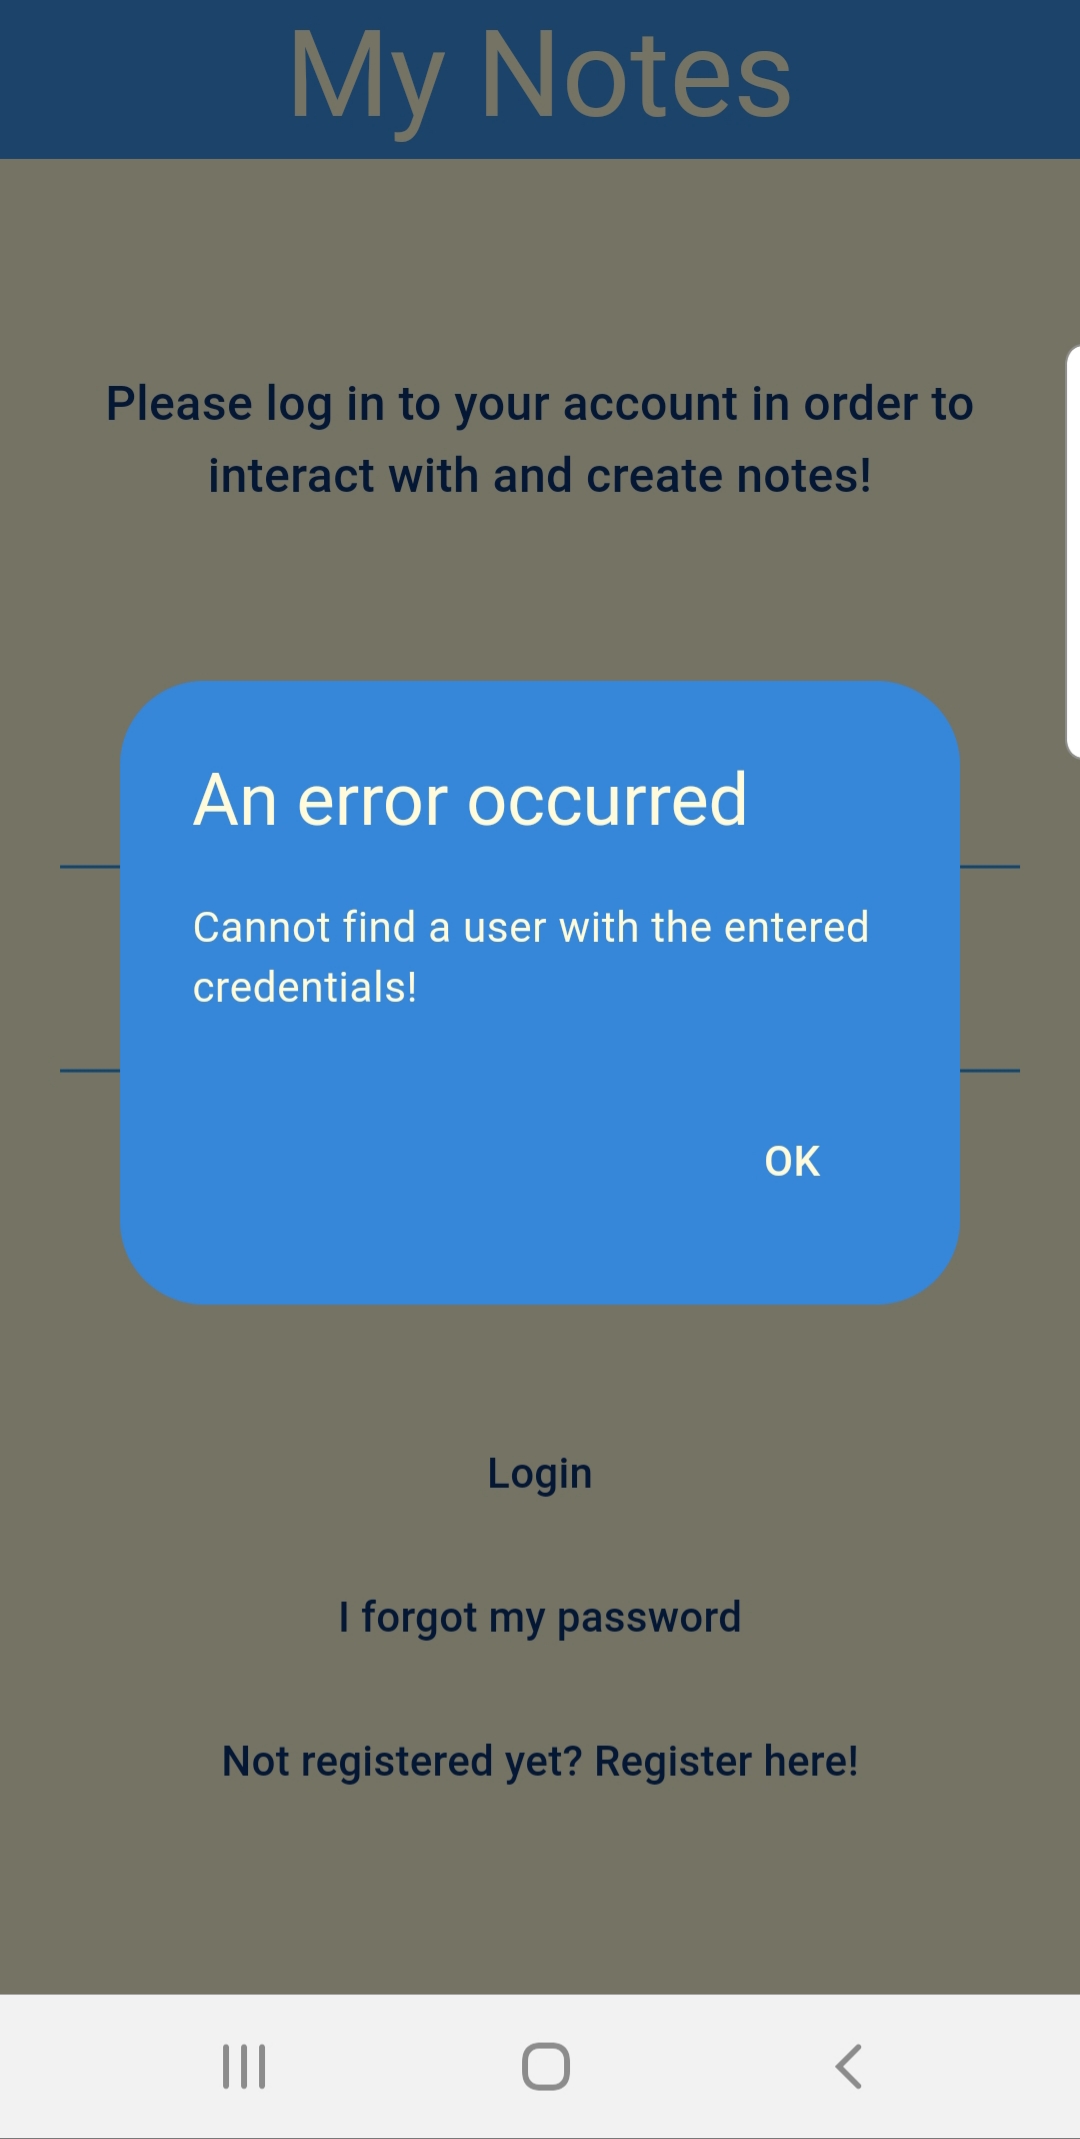 My Notes
Please log in to your account in order to
interact with and create notes!
An error occurred
Cannot find a user with the entered
credentials!
OK
Login
I forgot my password
Not registered yet? Register here!